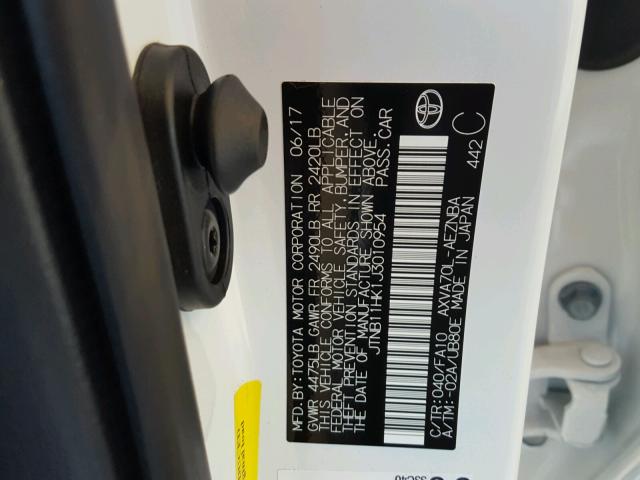 MFD.BY:TOYOTA MOTOR CORPORATION 06/17
GVWR 4475LB GAWR FR 2490LB RR 2420LB
THIS VEHICLE CONFORMS TO ALL APPLICABLE
FEDERAL MOTOR VEHICLE SAFETY, BUMPER, AND
THEFT PREVENTION STANDARDS IN EFFECT ON
THE DATE OF MANUFACTURE SHOWN ABOVE.
JTNB11HK1J3010954 PASS.CAR
C/TR:040/FA10 AXVA70L-AEZNBA
A/TM:-02A/UB80E MADE IN JAPAN
442 C
33C40